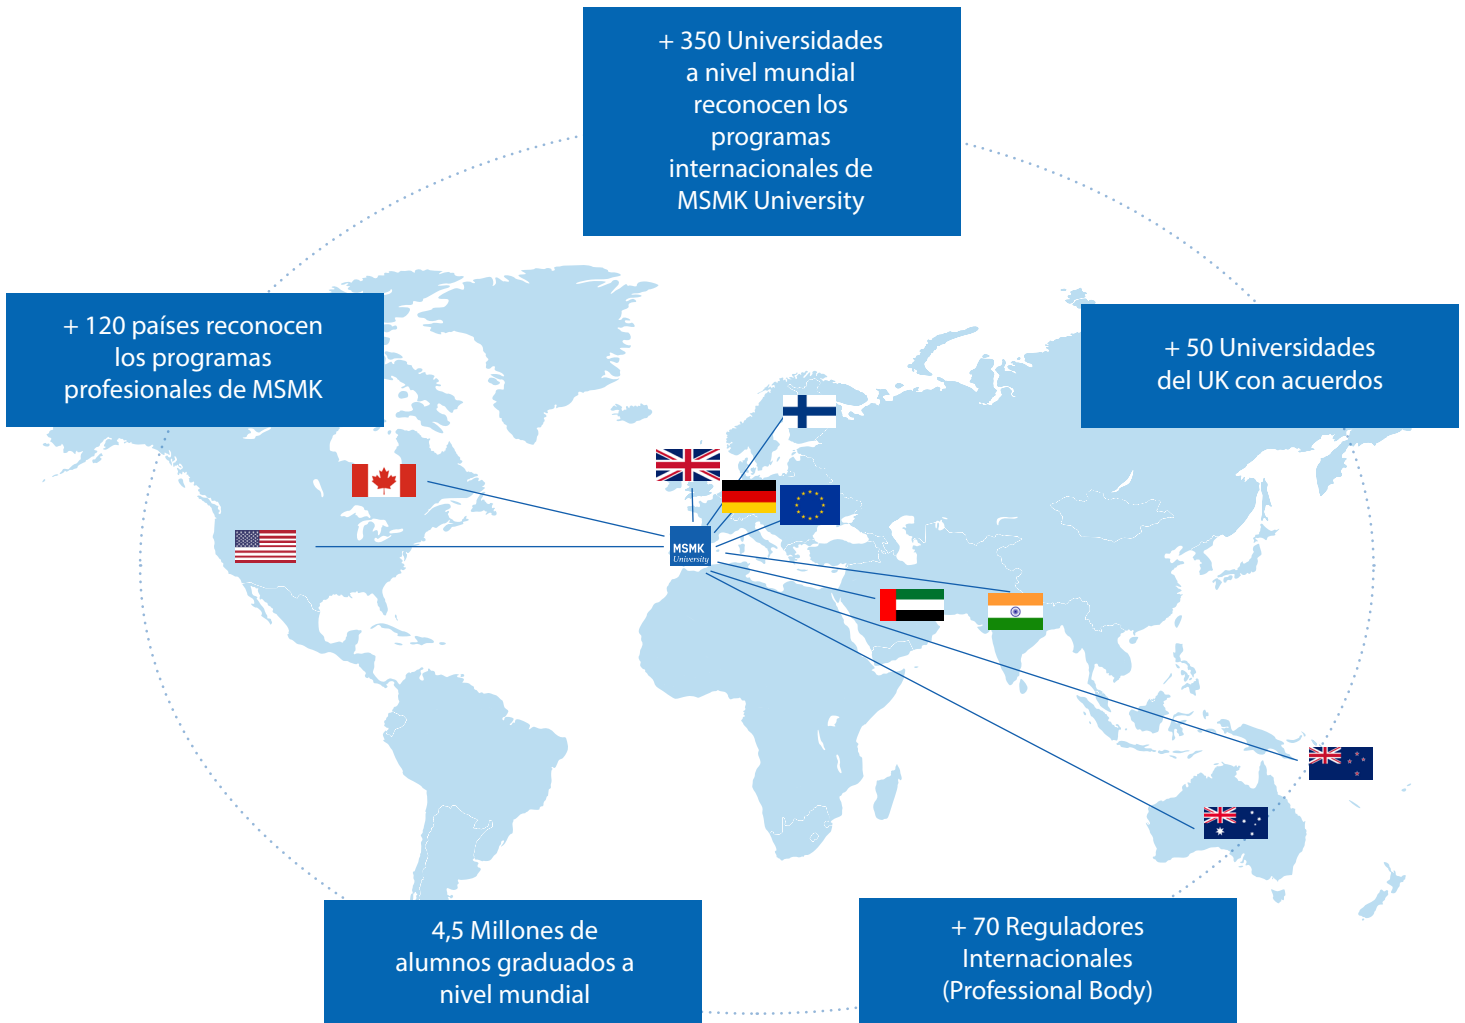 + 350 Universidades
a nivel mundial
reconocen los
programas
internacionales de
MSMK University
+ 120 países reconocen
los programas
profesionales de MSMK
+ 50 Universidades
del UK con acuerdos
MSMK
University
4,5 Millones de
alumnos graduados a
nivel mundial
+ 70 Reguladores
Internacionales
(Professional Body)